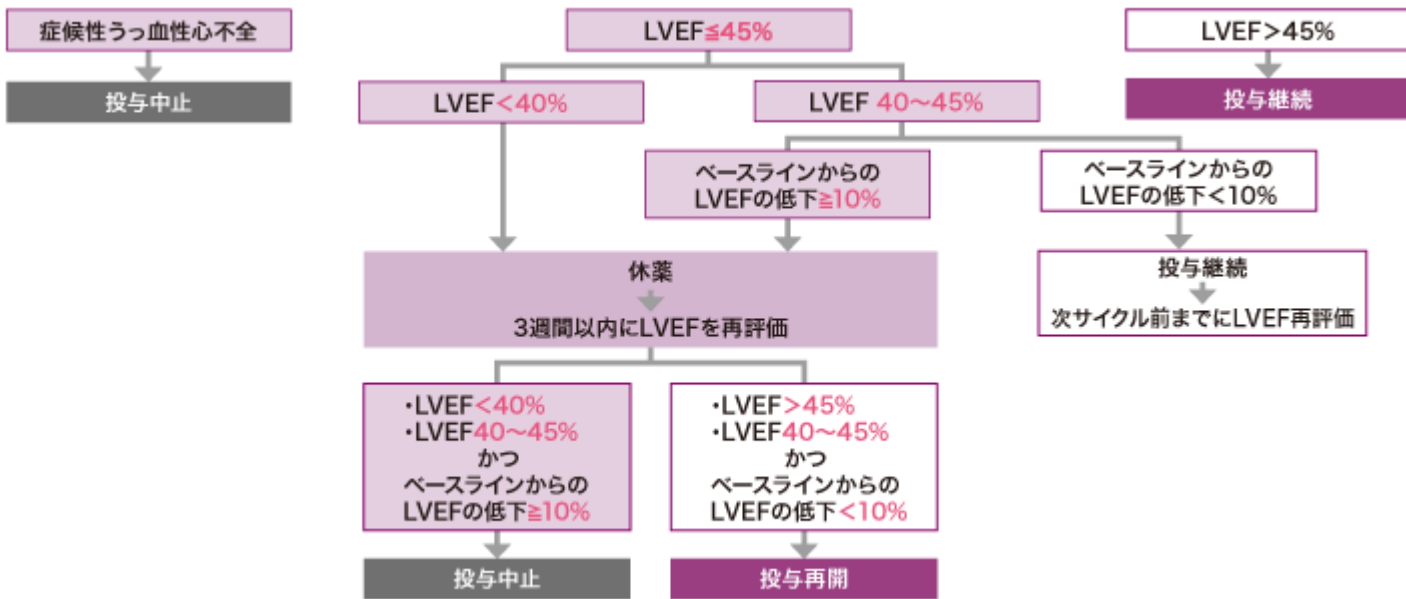 症候性うっ血性心不全
投与中止
LVEF≦45%
LVEF>45%
投与継続
LVEF<40%
LVEF 40～45%
ベースラインからの
LVEFの低下≧10%
ベースラインからの
LVEFの低下<10%
休薬
3週間以内にLVEFを再評価
投与継続
次サイクル前までにLVEF再評価
・LVEF<40%
・LVEF40～45%
かつ
ベースラインからの
LVEFの低下≧10%
投与中止
・LVEF>45%
・LVEF40～45%
かつ
ベースラインからの
LVEFの低下<10%
投与再開